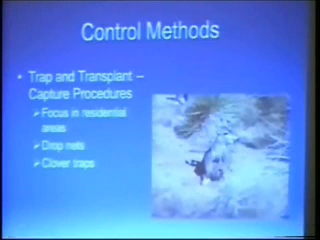 Control Methods
• Trap and Transplant –
Capture Procedures
➢Focus in residential
areas
➢Drop nets
➢Clover traps